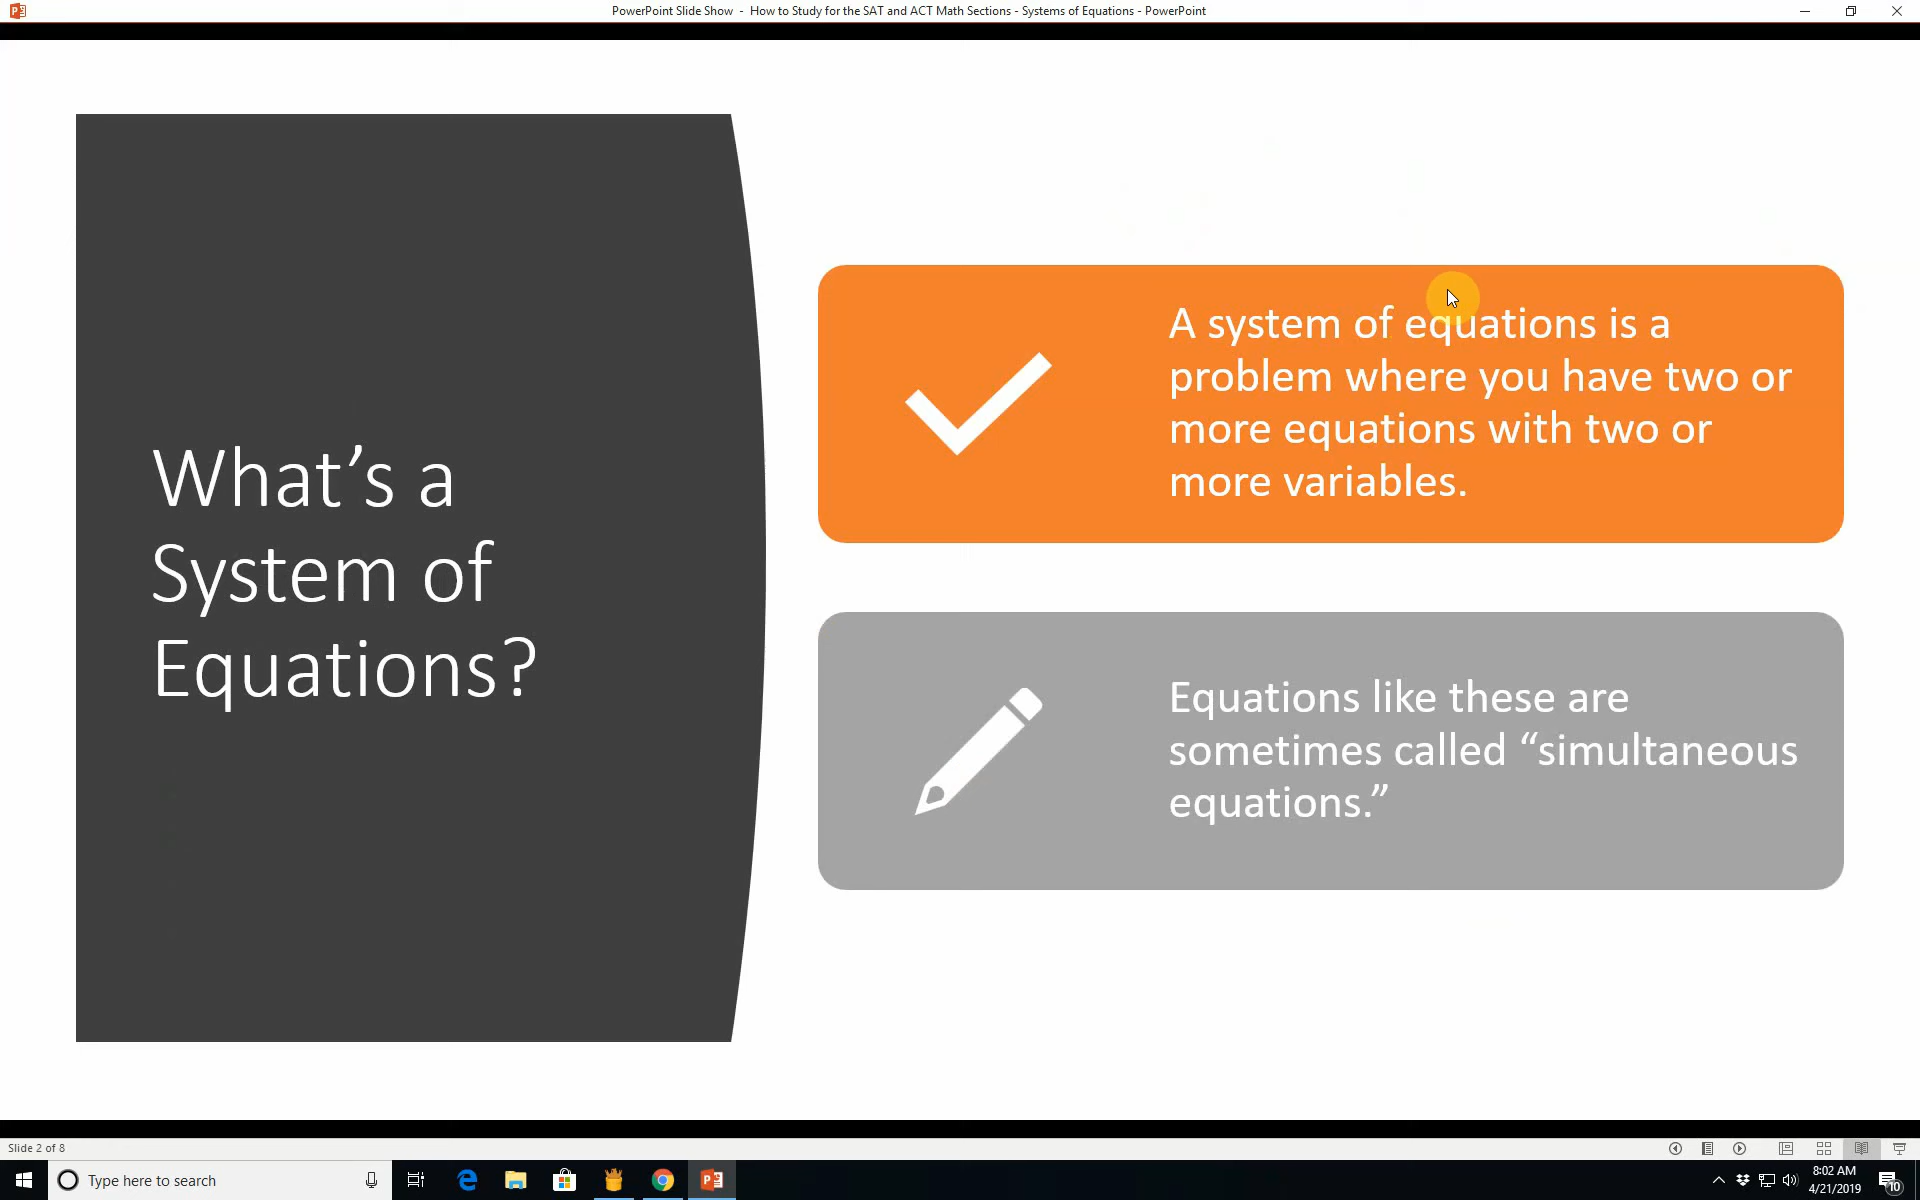 PowerPoint Slide Show - How to Study for the SAT and ACT Math Sections - Systems of Equations - PowerPoint
What’s a
System of
Equations?
A system of equations is a
problem where you have two or
more equations with two or
more variables.
Equations like these are
sometimes called “simultaneous
equations.”
Slide 2 of 8
Type here to search
8:02 AM
4/21/2019
10